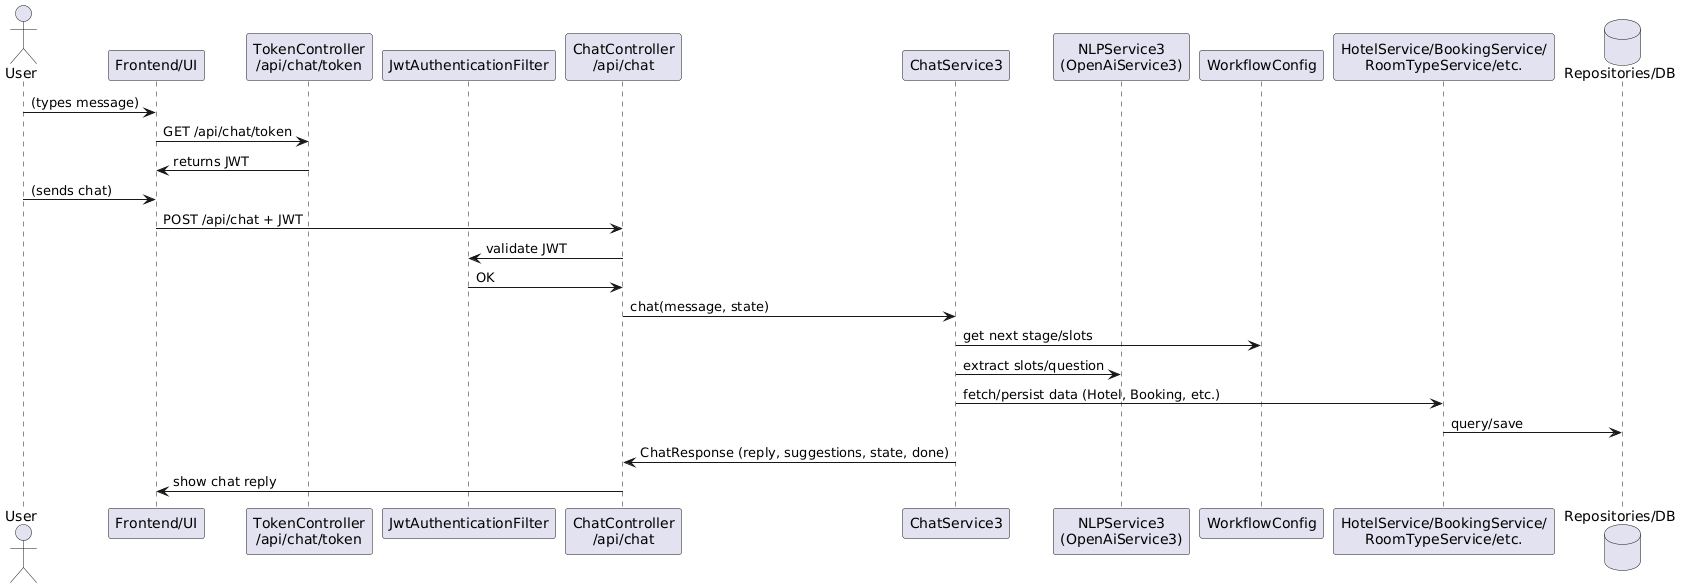 User
Frontend/UI
TokenController
/api/chat/token
JwtAuthenticationFilter
ChatController
/api/chat
ChatService3
NLPService3
(OpenAiService3)
WorkflowConfig
HotelService/BookingService/
RoomTypeService/etc.
Repositories/DB
(types message)
GET /api/chat/token
returns JWT
(sends chat)
POST /api/chat + JWT
validate JWT
OK
chat(message, state)
get next stage/slots
extract slots/question
fetch/persist data (Hotel, Booking, etc.)
query/save
ChatResponse (reply, suggestions, state, done)
show chat reply
User
Frontend/UI
TokenController
/api/chat/token
JwtAuthenticationFilter
ChatController
/api/chat
ChatService3
NLPService3
(OpenAiService3)
WorkflowConfig
HotelService/BookingService/
RoomTypeService/etc.
Repositories/DB